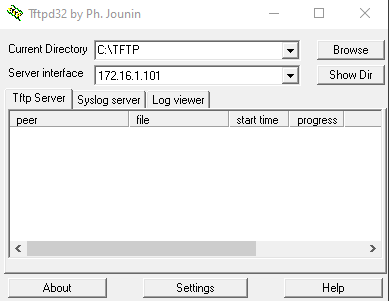 Tftpd32 by Ph. Jounin
Current Directory C:\TFTP Browse
Server interface 172.16.1.101 Show Dir
Tftp Server Syslog server Log viewer
peer file start time progress
About Settings Help